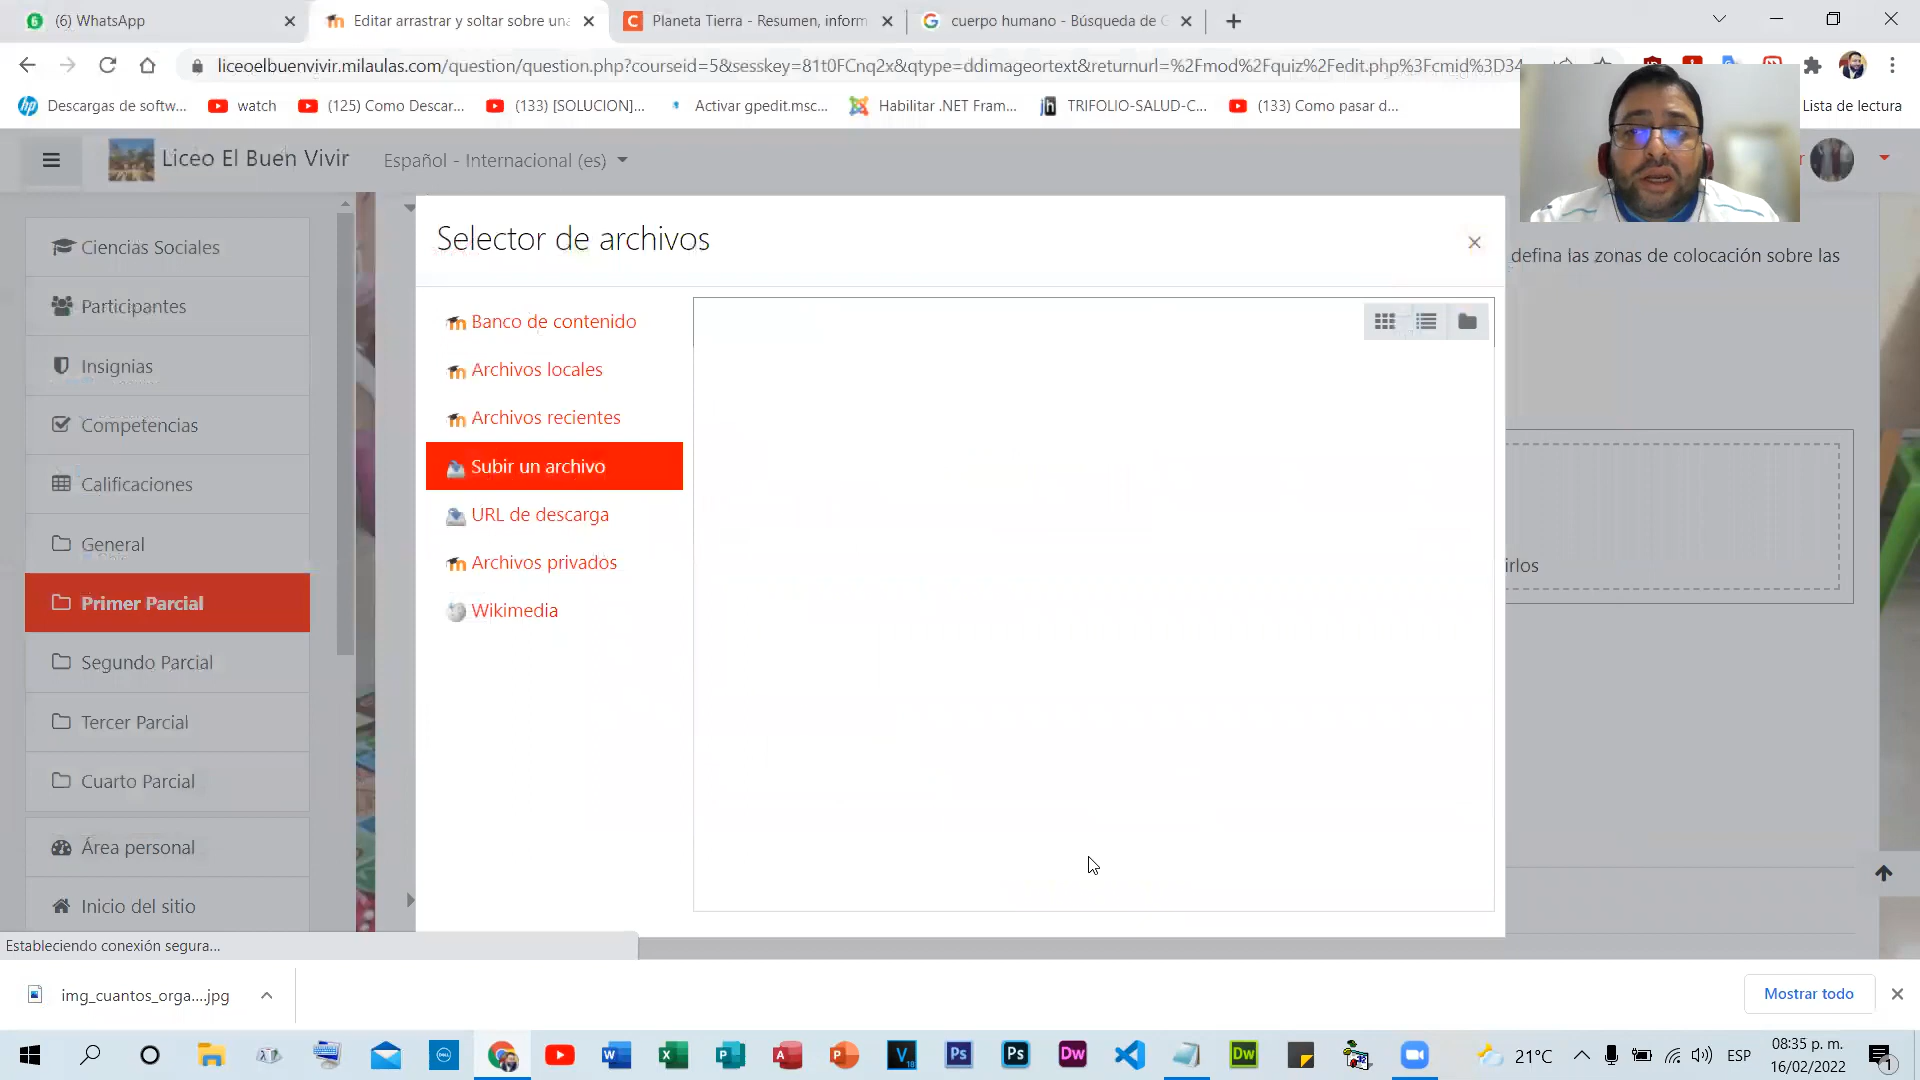 (6) WhatsApp
Editar arrastrar y soltar sobre una
Planeta Tierra - Resumen, inform
cuerpo humano - Búsqueda de G
liceoelbuenvivir.milaulas.com/question/question.php?courseid=5&sesskey=81t0FCnq2x&qtype=ddimageortext&returnurl=%2Fmod%2Fquiz%2Fedit.php%3Fcmid%3D34
Descargas de softw...
watch
(125) Como Descar...
(133) [SOLUCION]...
Activar gpedit.msc...
Habilitar .NET Fram...
TRIFOLIO-SALUD-C...
(133) Como pasar d...
Lista de lectura
Liceo El Buen Vivir
Español - Internacional (es)
Ciencias Sociales
Participantes
Insignias
Competencias
Calificaciones
General
Primer Parcial
Segundo Parcial
Tercer Parcial
Cuarto Parcial
Área personal
Inicio del sitio
Selector de archivos
Banco de contenido
Archivos locales
Archivos recientes
Subir un archivo
URL de descarga
Archivos privados
Wikimedia
defina las zonas de colocación sobre las
irlos
Estableciendo conexión segura...
img_cuantos_orga....jpg
Mostrar todo
21°C
ESP
08:35 p. m.
16/02/2022
1